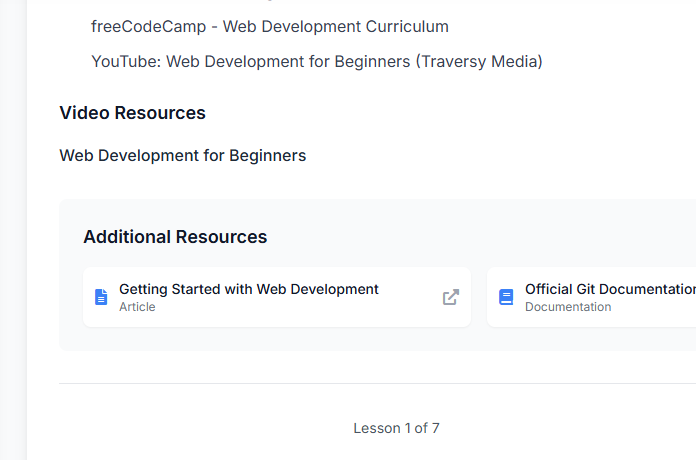 freeCodeCamp - Web Development Curriculum
YouTube: Web Development for Beginners (Traversy Media)
Video Resources
Web Development for Beginners
Additional Resources
Getting Started with Web Development
Article
Official Git Documentation
Documentation
Lesson 1 of 7